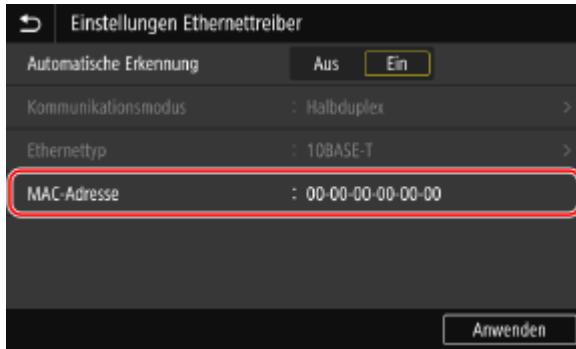 Einstellungen Ethernettreiber
Automatische Erkennung Aus Ein
Kommunikationsmodus : Halbduplex >
Ethernettyp : 10BASE-T >
MAC-Adresse : 00-00-00-00-00-00
Anwenden